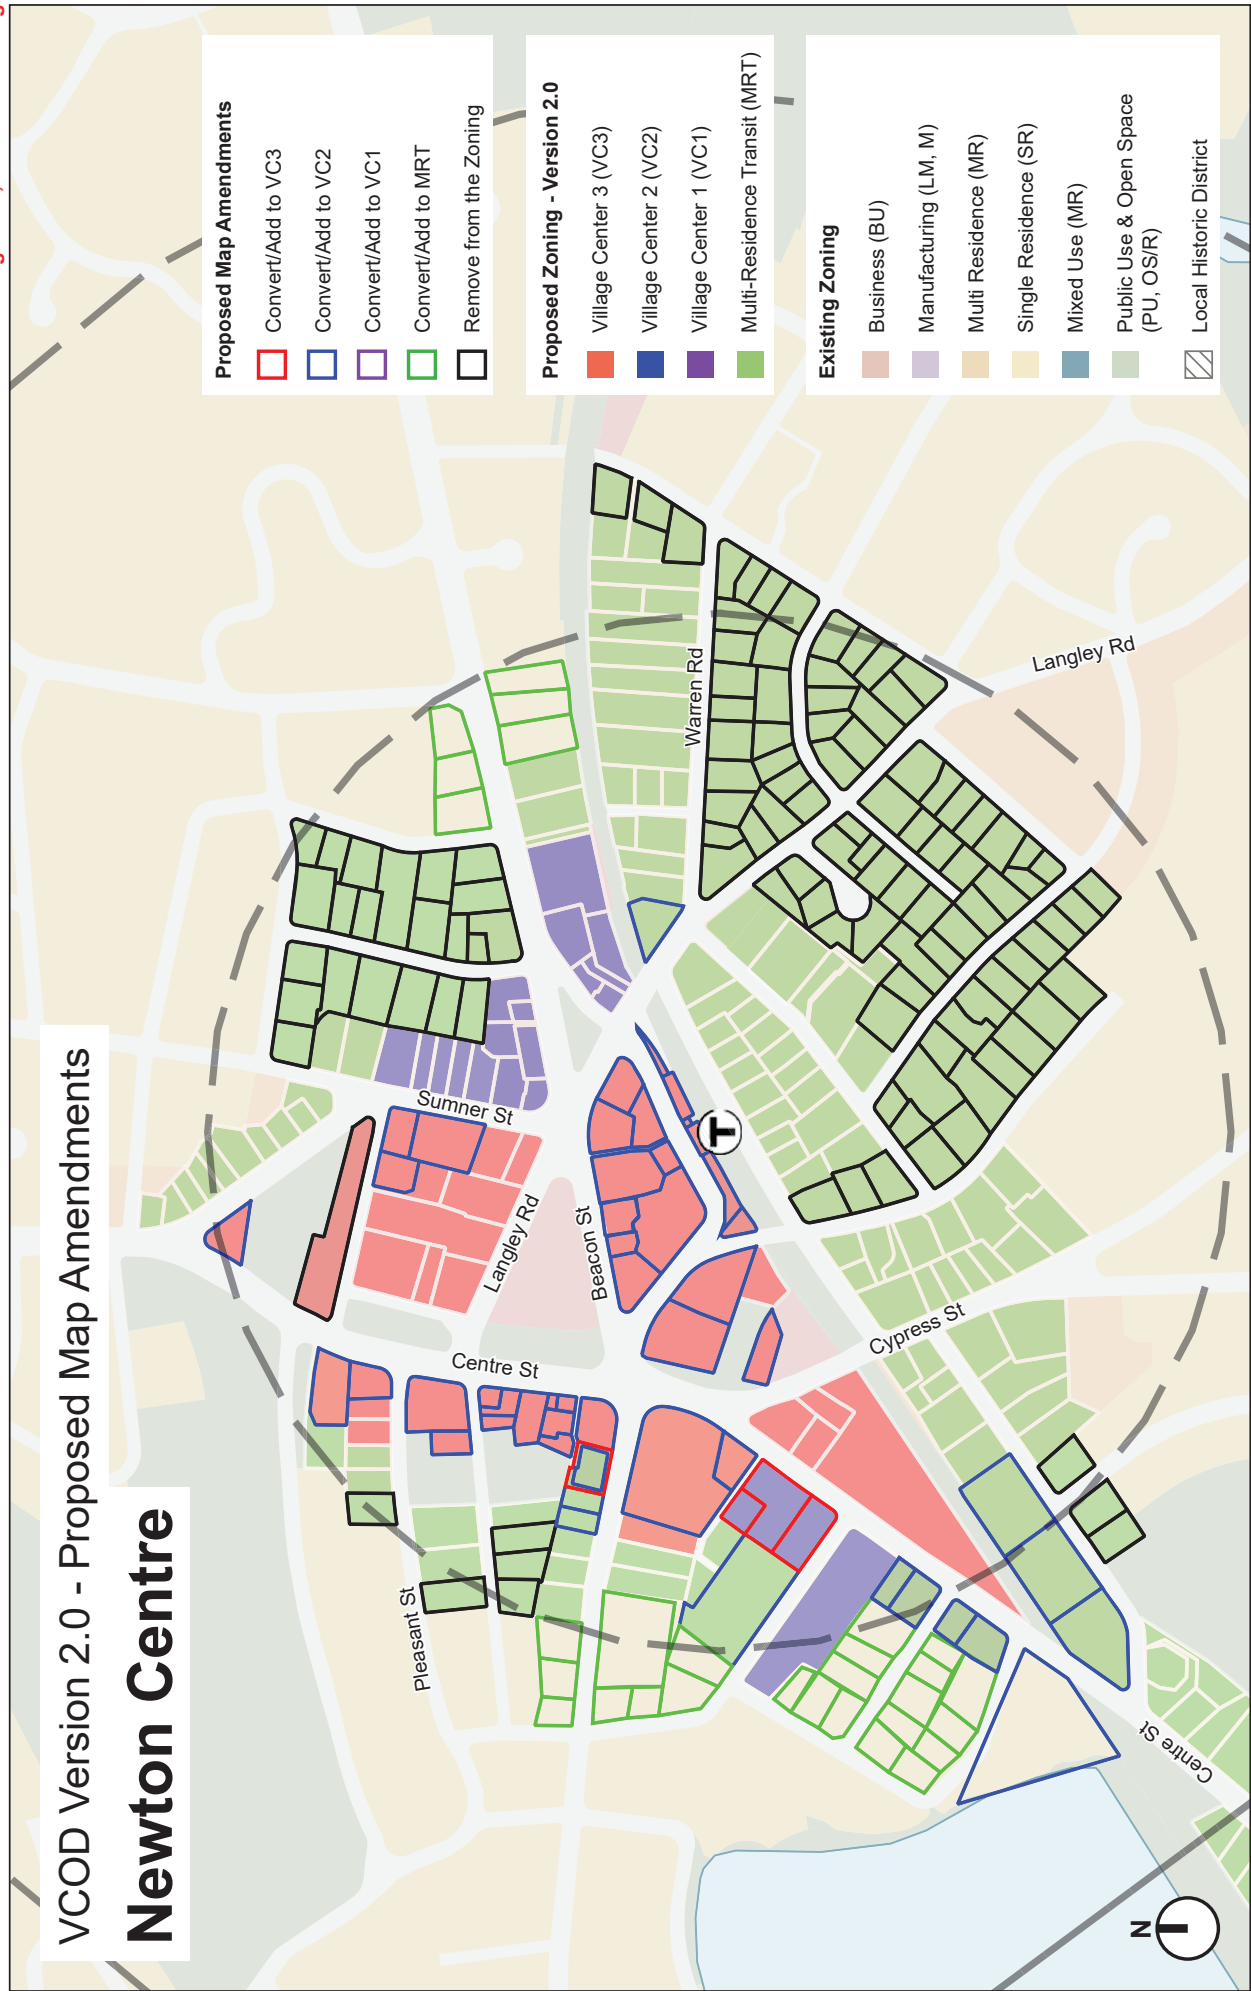 VCOD Version 2.0 - Proposed Map Amendments
Newton Centre
Proposed Map Amendments
Convert/Add to VC3
Convert/Add to VC2
Convert/Add to VC1
Convert/Add to MRT
Remove from the Zoning
Proposed Zoning - Version 2.0
Village Center 3 (VC3)
Village Center 2 (VC2)
Village Center 1 (VC1)
Multi-Residence Transit (MRT)
Existing Zoning
Business (BU)
Manufacturing (LM, M)
Multi Residence (MR)
Single Residence (SR)
Mixed Use (MR)
Public Use & Open Space
(PU, OS/R)
Local Historic District
Pleasant St
Centre St
Sumner St
Langley Rd
Beacon St
Warren Rd
Langley Rd
Cypress St
Centre St
T
N